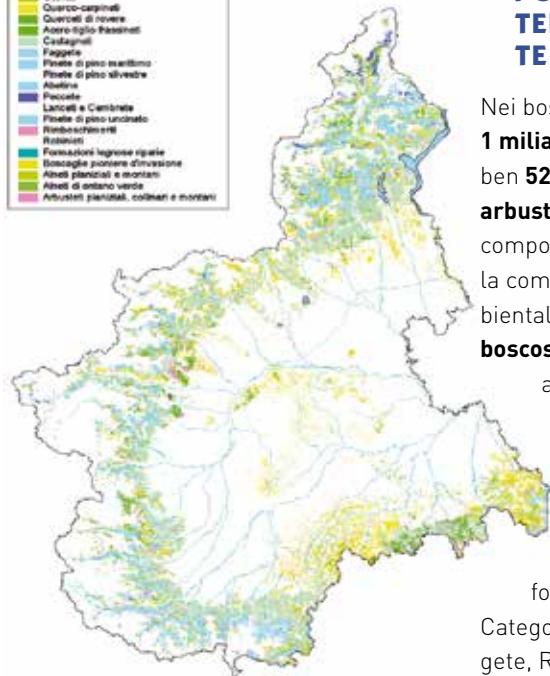 Querco-carpineti
Querceti di rovere
Acero-tiglio-frassineti
Castagneti
Faggete
Pinete di pino marittimo
Pinete di pino silvestre
Abetine
Peccete
Lariceti e Cembrete
Pinete di pino uncinato
Rimboschimenti
Robinieti
Formazioni legnose riparie
Boscaglie pioniere d'invasione
Alneti planiziali e montani
Alneti di ontano verde
Arbusteti planiziali, collinari e montani
TE
Nei bos
1 milia
ben 52
arbust
compo
la com
biental
boscos
a
fo
Catego
gete, R